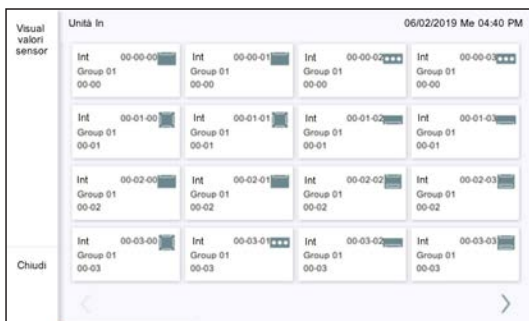 Visual
valori
sensor
Unità In
06/02/2019 Me 04:40 PM
Int 00-00-00
Group 01
00-00
Int 00-00-01
Group 01
00-00
Int 00-00-02
Group 01
00-00
Int 00-00-03
Group 01
00-00
Int 00-01-00
Group 01
00-01
Int 00-01-01
Group 01
00-01
Int 00-01-02
Group 01
00-01
Int 00-01-03
Group 01
00-01
Int 00-02-00
Group 01
00-02
Int 00-02-01
Group 01
00-02
Int 00-02-02
Group 01
00-02
Int 00-02-03
Group 01
00-02
Int 00-03-00
Group 01
00-03
Int 00-03-01
Group 01
00-03
Int 00-03-02
Group 01
00-03
Int 00-03-03
Group 01
00-03
Chiudi